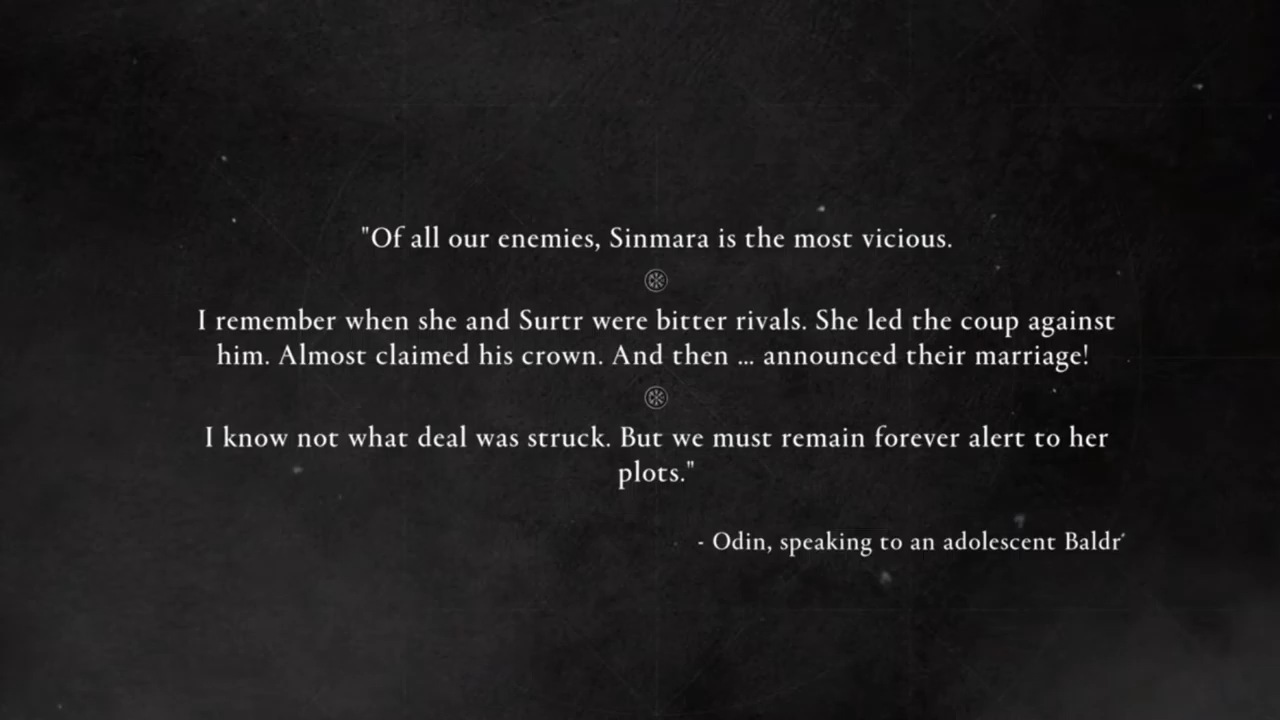 "Of all our enemies, Sinmara is the most vicious.
I remember when she and Surtr were bitter rivals. She led the coup against
him. Almost claimed his crown. And then ... announced their marriage!
I know not what deal was struck. But we must remain forever alert to her
plots."
- Odin, speaking to an adolescent Baldr